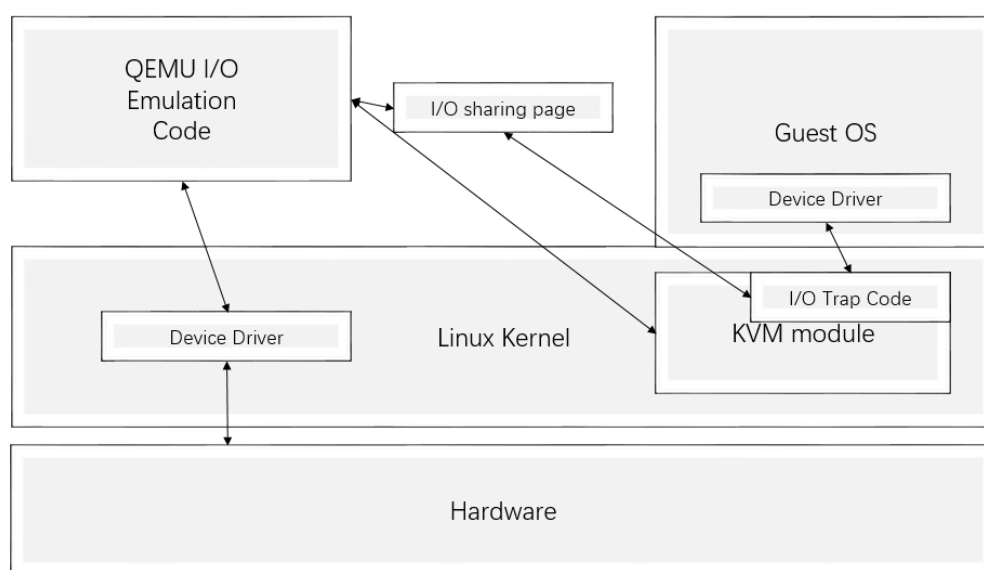 QEMU I/O
Emulation
Code
I/O sharing page
Guest OS
Device Driver
I/O Trap Code
KVM module
Linux Kernel
Device Driver
Hardware